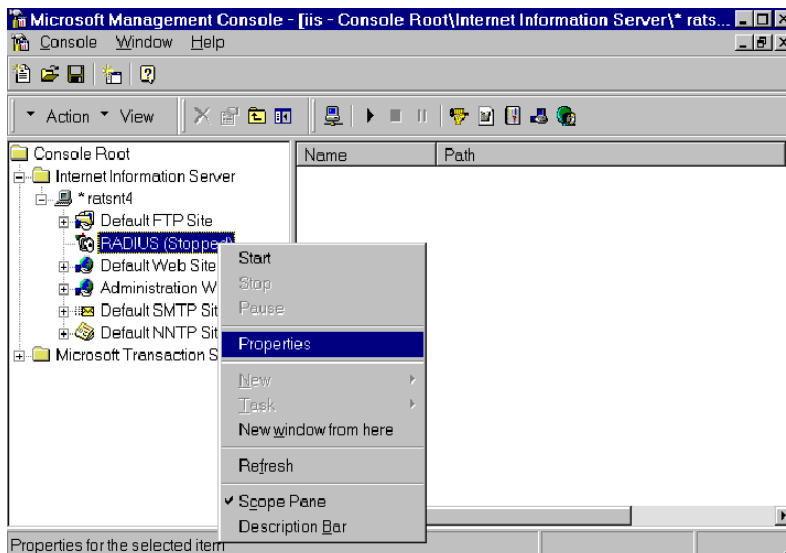 Microsoft Management Console - [iis - Console Root\Internet Information Server\* rats...
Console Window Help
Action View
Console Root
Internet Information Server
* ratsnt4
Default FTP Site
RADIUS (Stopped)
Default Web Site
Administration W
Default SMTP Sit
Default NNTP Sit
Microsoft Transaction S
Name Path
Start
Stop
Pause
Properties
New
Task
New window from here
Refresh
Scope Pane
Description Bar
Properties for the selected item